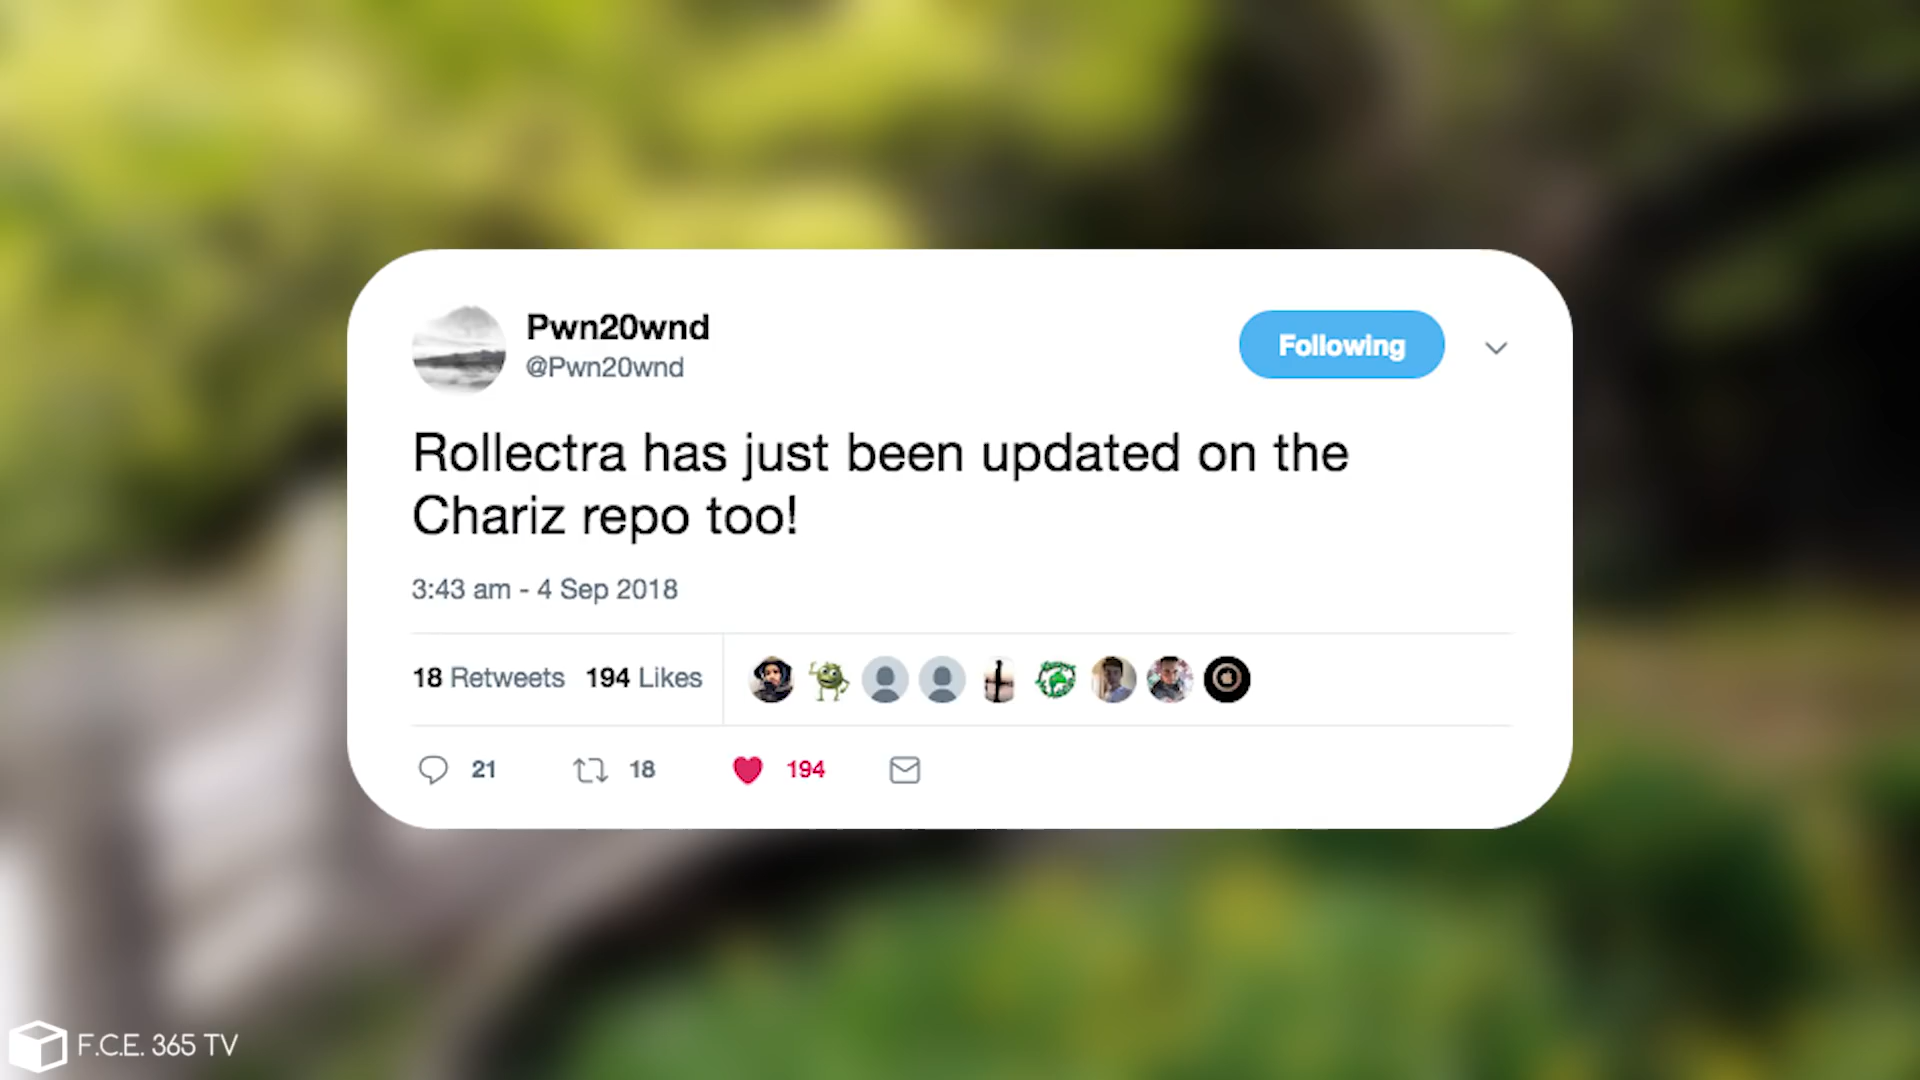 Pwn20wnd
@Pwn20wnd
Following
Rollectra has just been updated on the
Chariz repo too!
3:43 am - 4 Sep 2018
18 Retweets 194 Likes
21 18 194
F.C.E. 365 TV